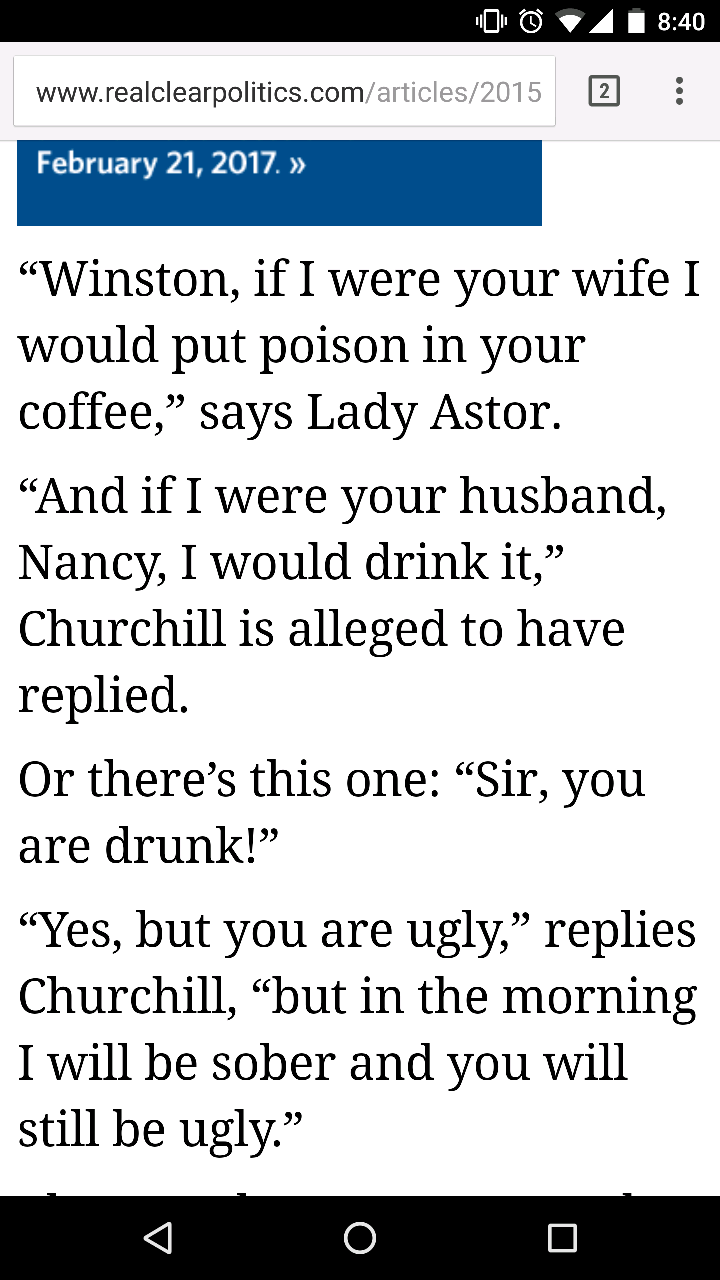 8:40
www.realclearpolitics.com/articles/2015
2
February 21, 2017. »
“Winston, if I were your wife I
would put poison in your
coffee,” says Lady Astor.
“And if I were your husband,
Nancy, I would drink it,”
Churchill is alleged to have
replied.
Or there’s this one: “Sir, you
are drunk!”
“Yes, but you are ugly,” replies
Churchill, “but in the morning
I will be sober and you will
still be ugly.”